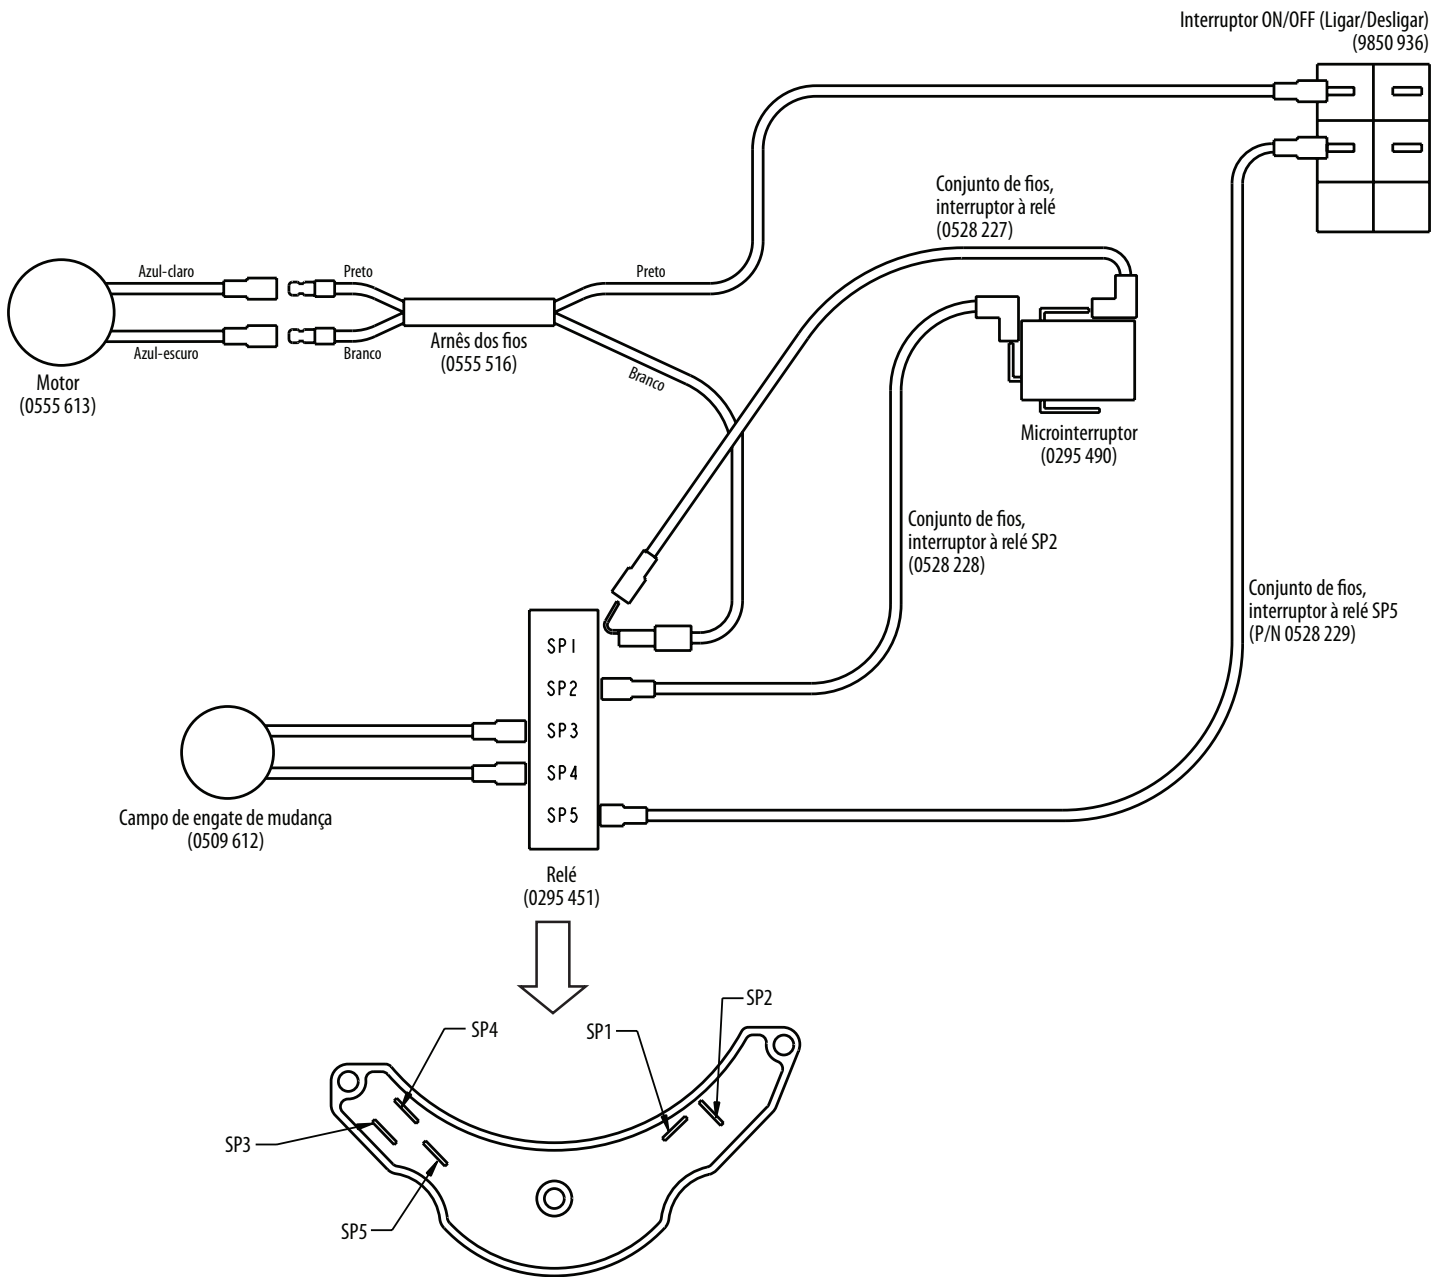 Interruptor ON/OFF (Ligar/Desligar)
(9850 936)
Conjunto de fios,
interruptor à relé
(0528 227)
Azul-claro
Preto
Preto
Azul-escuro
Branco
Arnês dos fios
(0555 516)
Branco
Motor
(0555 613)
Microinterruptor
(0295 490)
Conjunto de fios,
interruptor à relé SP2
(0528 228)
Conjunto de fios,
interruptor à relé SP5
(P/N 0528 229)
SP1
SP2
SP3
SP4
SP5
Campo de engate de mudança
(0509 612)
Relé
(0295 451)
SP2
SP4
SP1
SP3
SP5